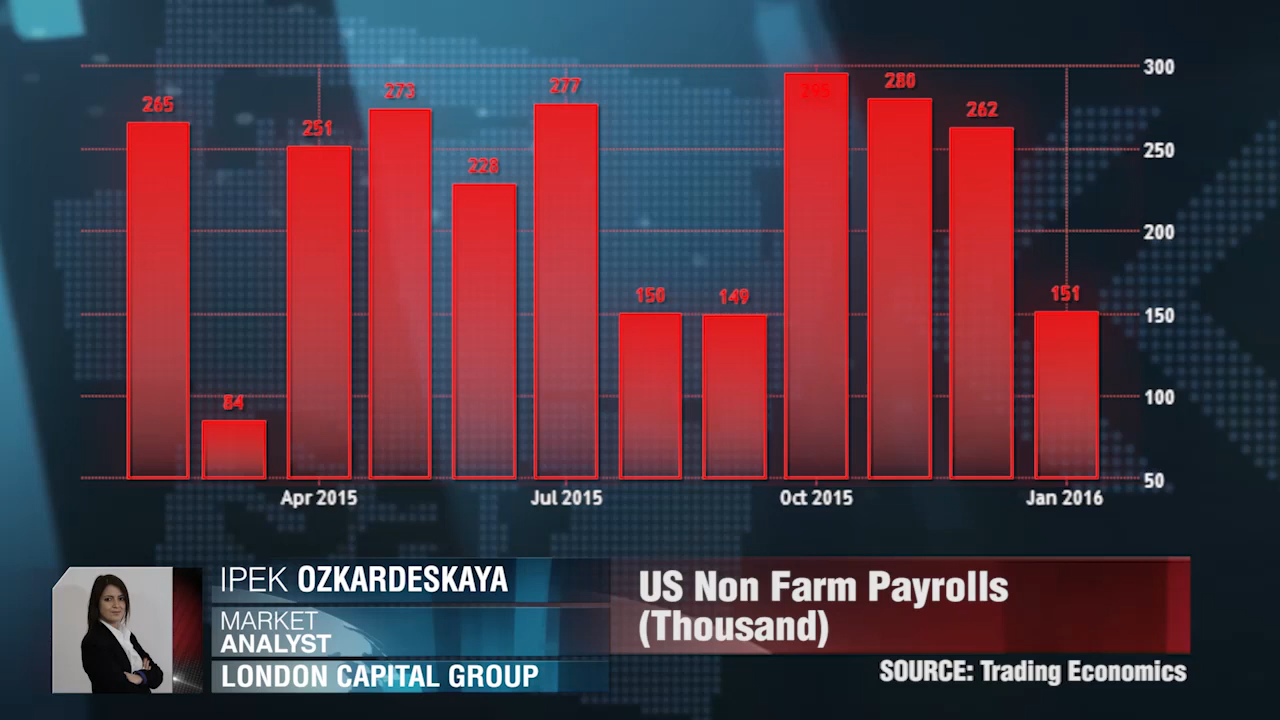 300
295
280
277
273
265
262
251
250
228
200
150
149
151
150
100
84
50
Apr 2015
Jul 2015
Oct 2015
Jan 2016
IPEK OZKARDESKAYA
MARKET
ANALYST
LONDON CAPITAL GROUP
US Non Farm Payrolls
(Thousand)
SOURCE: Trading Economics